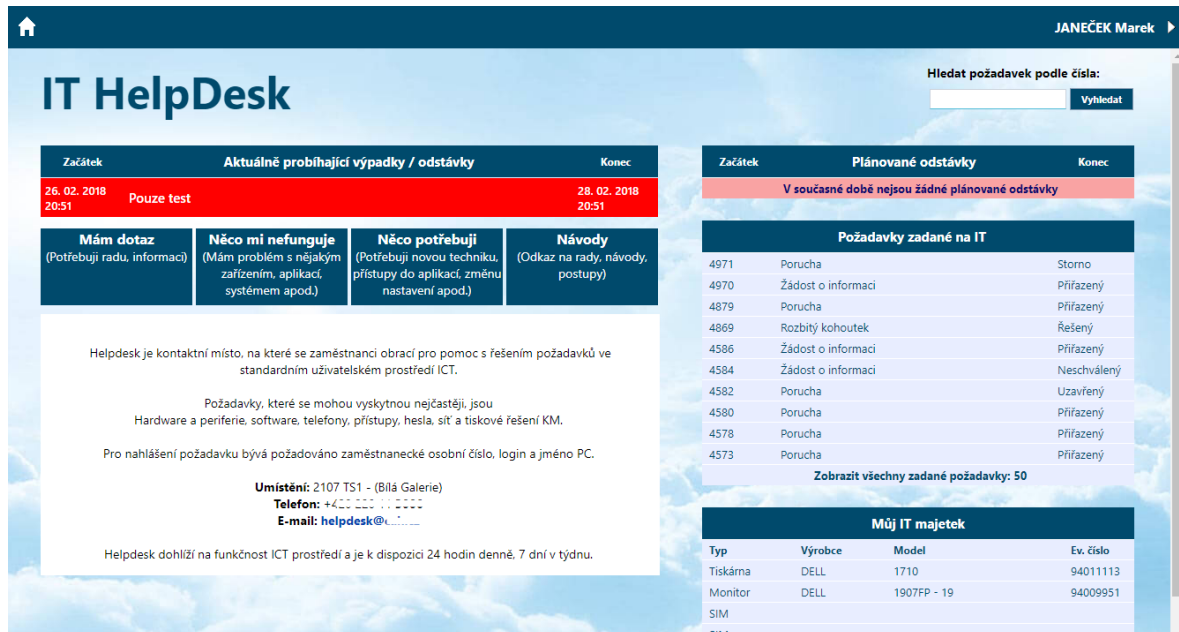 JANEČEK Marek
IT HelpDesk
Hledat požadavek podle čísla:
Vyhledat
Začátek Aktuálně probíhající výpadky / odstávky Konec
26. 02. 2018 Pouze test 28. 02. 2018
20:51 20:51
Mám dotaz
(Potřebuji radu, informaci)
Něco mi nefunguje
(Mám problém s nějakým
zařízením, aplikací,
systémem apod.)
Něco potřebuji
(Potřebuji novou techniku,
přístupy do aplikací, změnu
nastavení apod.)
Návody
(Odkaz na rady, návody,
postupy)
Helpdesk je kontaktní místo, na které se zaměstnanci obrací pro pomoc s řešením požadavků ve
standardním uživatelském prostředí ICT.
Požadavky, které se mohou vyskytnou nejčastěji, jsou
Hardware a periferie, software, telefony, přístupy, hesla, síť a tiskové řešení KM.
Pro nahlášení požadavku bývá požadováno zaměstnanecké osobní číslo, login a jméno PC.
Umístění: 2107 TS1 - (Bílá Galerie)
Telefon:
E-mail: helpdesk@
Helpdesk dohlíží na funkčnost ICT prostředí a je k dispozici 24 hodin denně, 7 dní v týdnu.
Začátek Plánované odstávky Konec
V současné době nejsou žádné plánované odstávky
Požadavky zadané na IT
4971 Porucha Storno
4970 Žádost o informaci Přiřazený
4879 Porucha Přiřazený
4869 Rozbitý kohoutek Řešený
4586 Žádost o informaci Přiřazený
4584 Žádost o informaci Neschválený
4582 Porucha Uzavřený
4580 Porucha Přiřazený
4578 Porucha Přiřazený
4573 Porucha Přiřazený
Zobrazit všechny zadané požadavky: 50
Můj IT majetek
Typ Výrobce Model Ev. číslo
Tiskárna DELL 1710 94011113
Monitor DELL 1907FP - 19 94009951
SIM